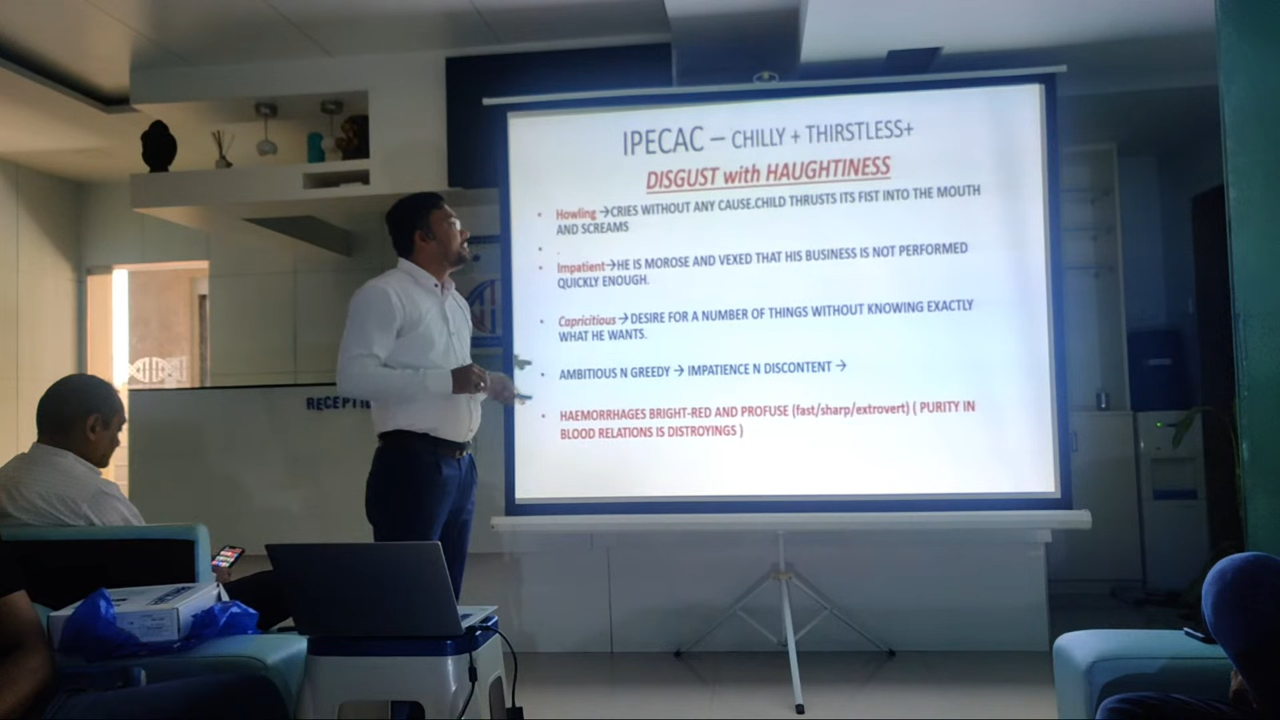 IPECAC – CHILLY + THIRSTLESS+
DISGUST with HAUGHTINESS
• Howling →CRIES WITHOUT ANY CAUSE.CHILD THRUSTS ITS FIST INTO THE MOUTH
AND SCREAMS
• .
• Impatient→HE IS MOROSE AND VEXED THAT HIS BUSINESS IS NOT PERFORMED
QUICKLY ENOUGH.
• Capricitious →DESIRE FOR A NUMBER OF THINGS WITHOUT KNOWING EXACTLY
WHAT HE WANTS.
• AMBITIOUS N GREEDY → IMPATIENCE N DISCONTENT →
• HAEMORRHAGES BRIGHT-RED AND PROFUSE (fast/sharp/extrovert) ( PURITY IN
BLOOD RELATIONS IS DISTROYINGS )
RECEPTI